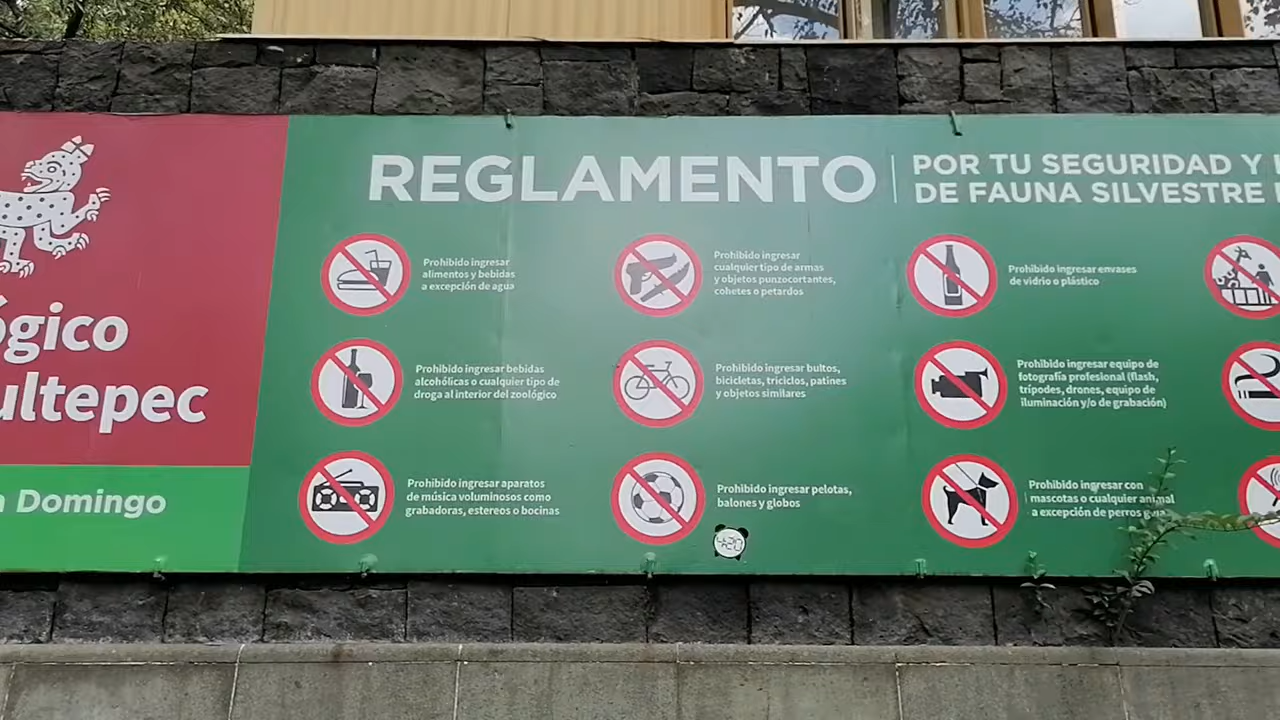 ógico
ultepec
a Domingo
REGLAMENTO
POR TU SEGURIDAD Y
DE FAUNA SILVESTRE
Prohibido ingresar
alimentos y bebidas
a excepción de agua
Prohibido ingresar
cualquier tipo de armas
y objetos punzocortantes,
cohetes o petardos
Prohibido ingresar envases
de vidrio o plástico
Prohibido ingresar bebidas
alcohólicas o cualquier tipo de
droga al interior del zoológico
Prohibido ingresar bultos,
bicicletas, triciclos, patines
y objetos similares
Prohibido ingresar equipo de
fotografía profesional (flash,
trípodes, drones, equipo de
iluminación y/o de grabación)
Prohibido ingresar aparatos
de música voluminosos como
grabadoras, estereos o bocinas
Prohibido ingresar pelotas,
balones y globos
420
Prohibido ingresar con
mascotas o cualquier animal
a excepción de perros guía